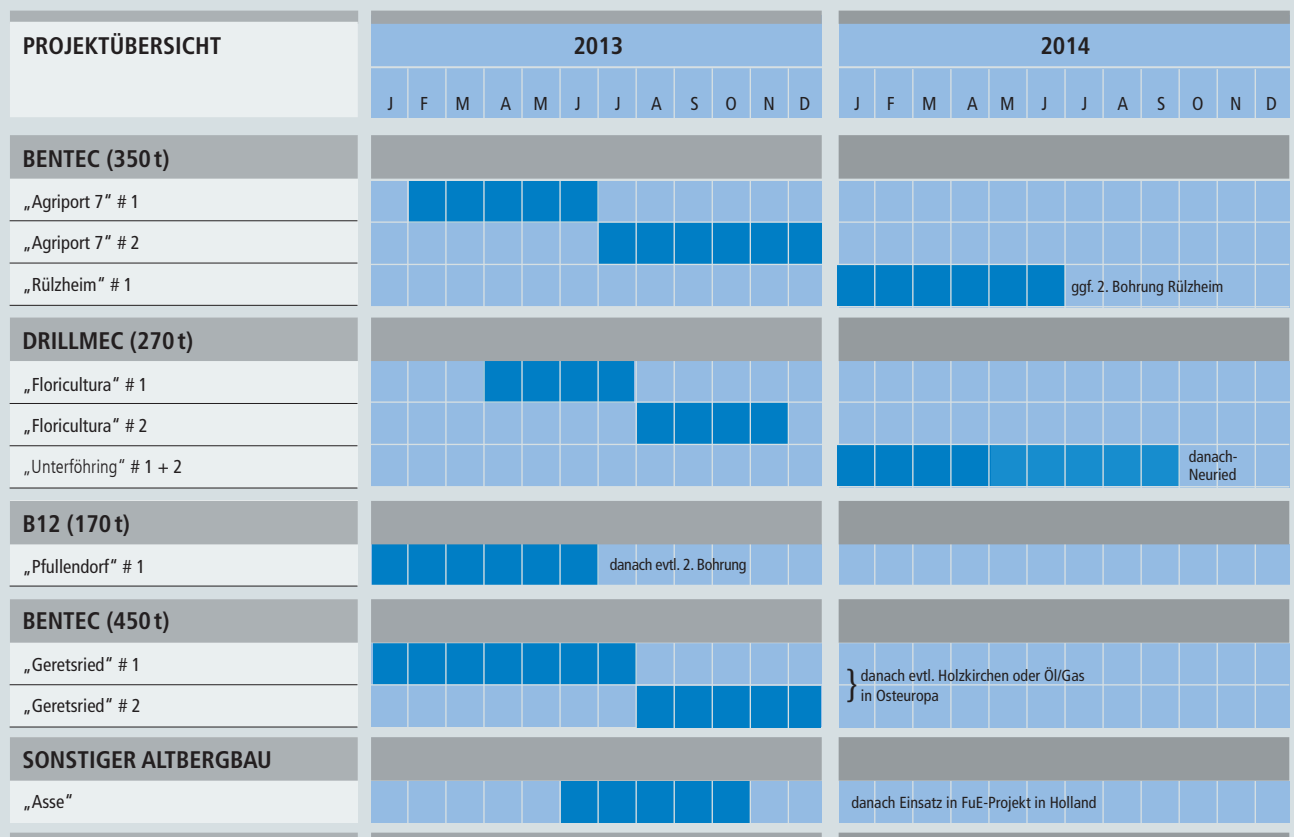 PROJEKTÜBERSICHT
2013
2014
J F M A M J J A S O N D
J F M A M J J A S O N D
BENTEC (350 t)
„Agriport 7“ # 1
„Agriport 7“ # 2
„Rülzheim“ # 1
ggf. 2. Bohrung Rülzheim
DRILLMEC (270 t)
„Floricultura“ # 1
„Floricultura“ # 2
„Unterföhring“ # 1 + 2
danach-
Neuried
B12 (170 t)
„Pfullendorf“ # 1
danach evtl. 2. Bohrung
BENTEC (450 t)
„Geretsried“ # 1
„Geretsried“ # 2
} danach evtl. Holzkirchen oder Öl/Gas
in Osteuropa
SONSTIGER ALTBERGBAU
„Asse“
danach Einsatz in FuE-Projekt in Holland